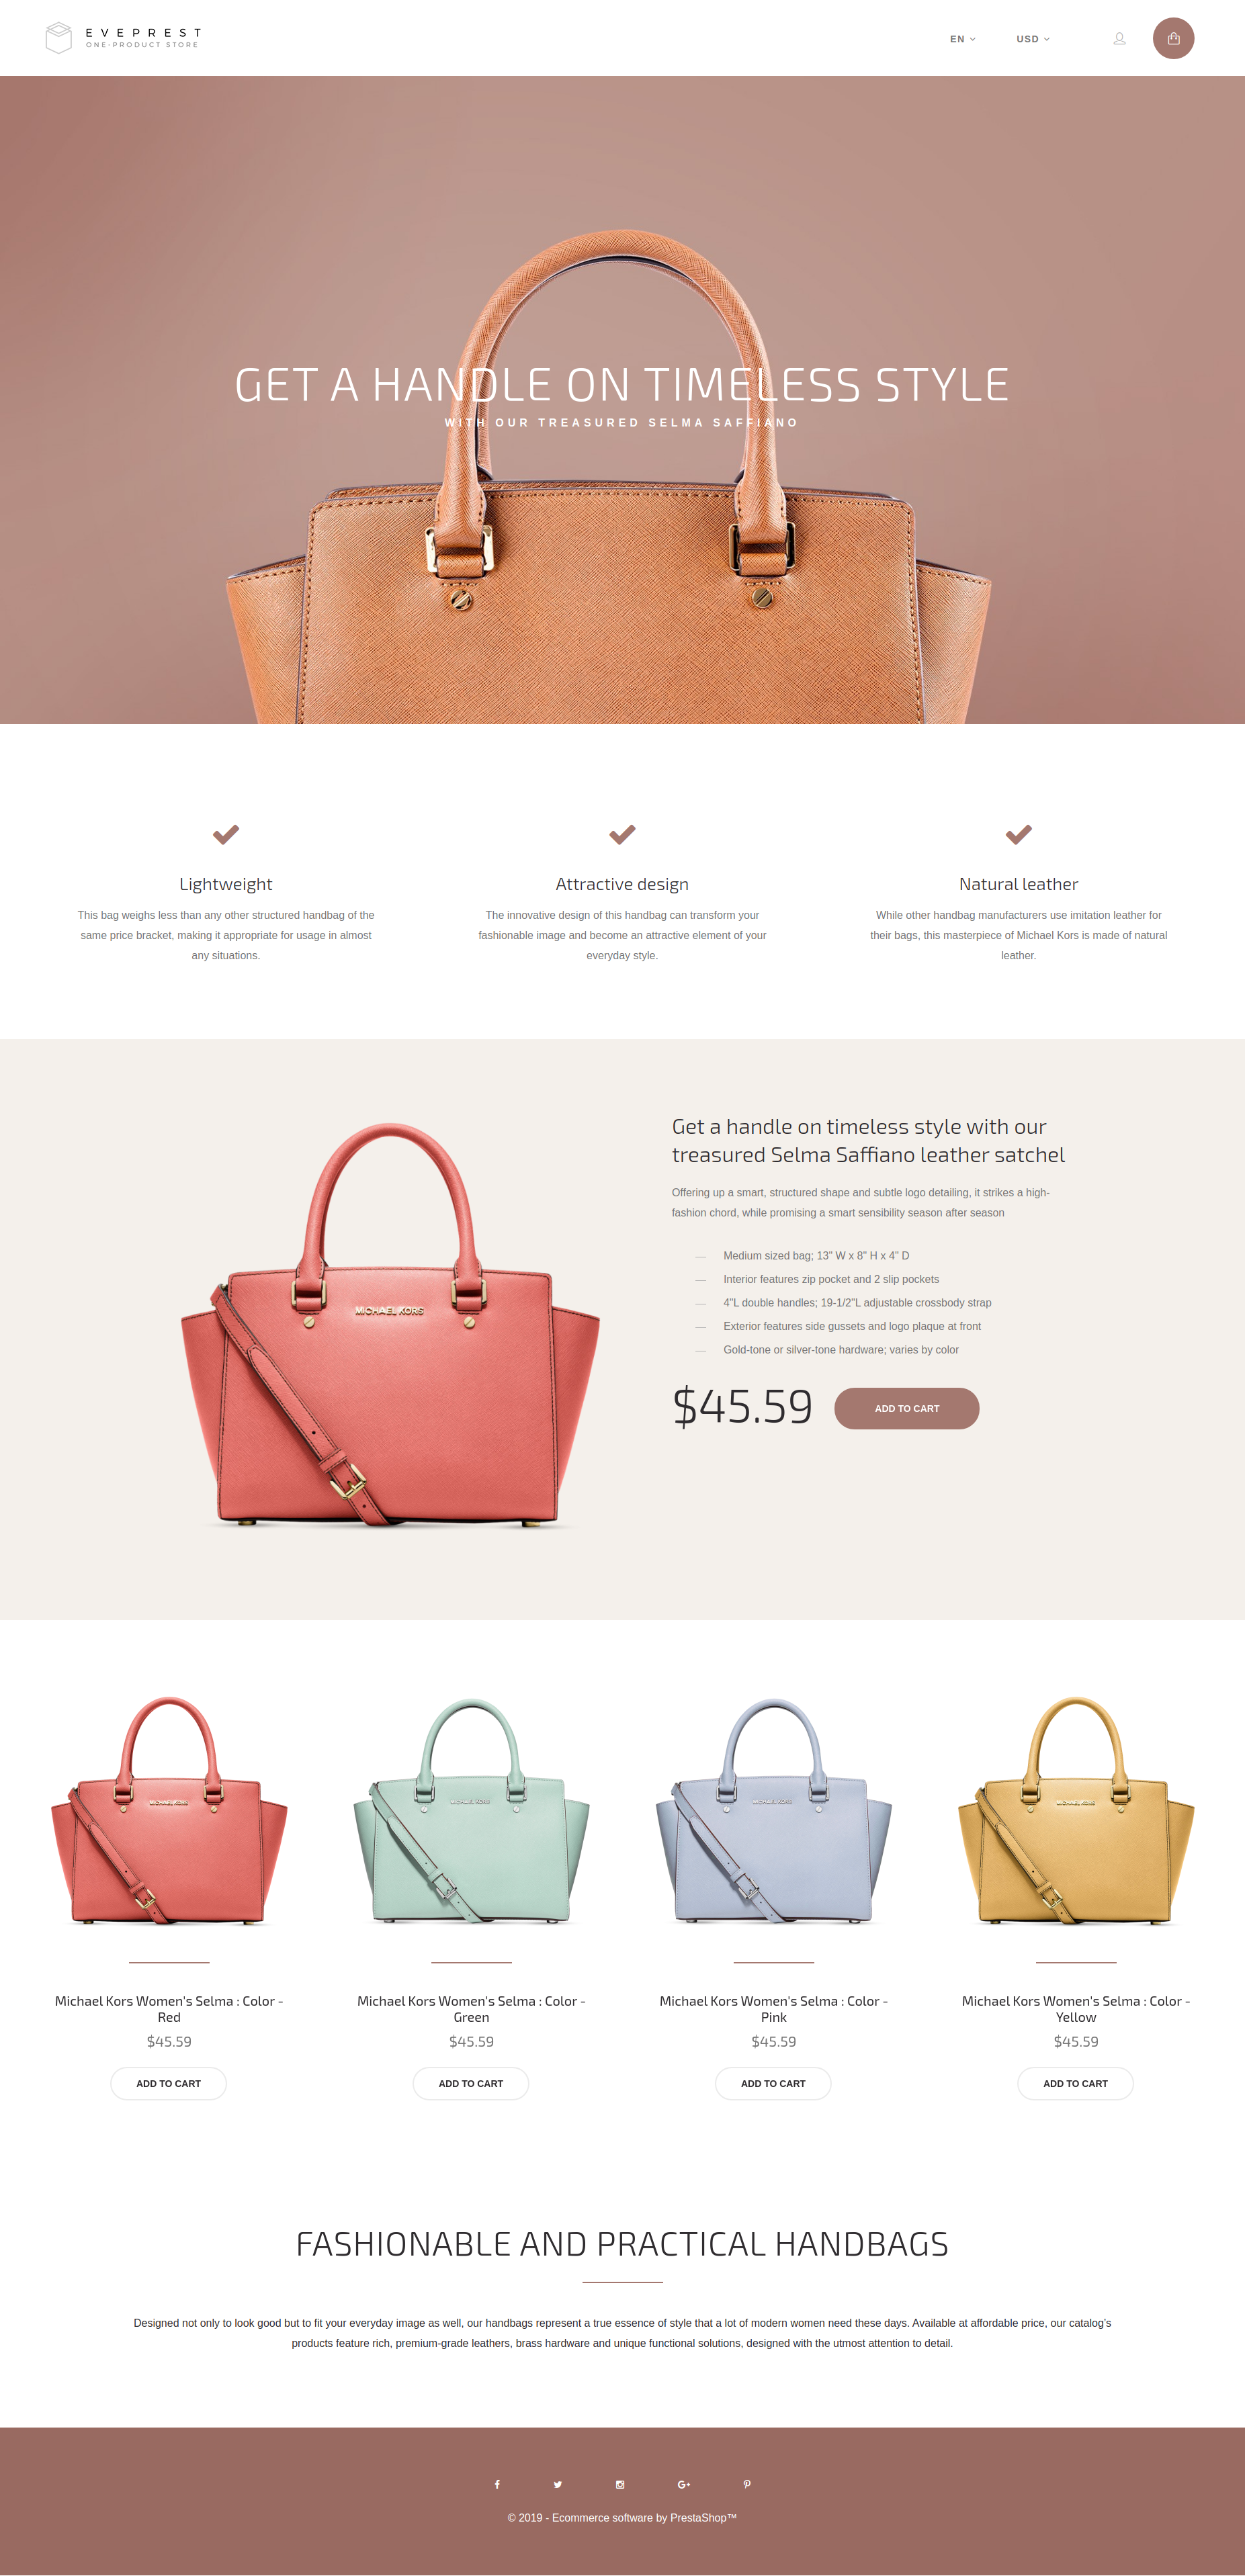 EVEPREST
ONE-PRODUCT STORE
EN
USD
GET A HANDLE ON TIMELESS STYLE
WITH OUR TREASURED SELMA SAFFIANO
Lightweight
This bag weighs less than any other structured handbag of the
same price bracket, making it appropriate for usage in almost
any situations.
Attractive design
The innovative design of this handbag can transform your
fashionable image and become an attractive element of your
everyday style.
Natural leather
While other handbag manufacturers use imitation leather for
their bags, this masterpiece of Michael Kors is made of natural
leather.
MICHAEL KORS
Get a handle on timeless style with our
treasured Selma Saffiano leather satchel
Offering up a smart, structured shape and subtle logo detailing, it strikes a high-
fashion chord, while promising a smart sensibility season after season
— Medium sized bag; 13" W x 8" H x 4" D
— Interior features zip pocket and 2 slip pockets
— 4"L double handles; 19-1/2"L adjustable crossbody strap
— Exterior features side gussets and logo plaque at front
— Gold-tone or silver-tone hardware; varies by color
$45.59
ADD TO CART
MICHAEL KORS
MICHAEL KORS
MICHAEL KORS
MICHAEL KORS
Michael Kors Women's Selma : Color -
Red
$45.59
ADD TO CART
Michael Kors Women's Selma : Color -
Green
$45.59
ADD TO CART
Michael Kors Women's Selma : Color -
Pink
$45.59
ADD TO CART
Michael Kors Women's Selma : Color -
Yellow
$45.59
ADD TO CART
FASHIONABLE AND PRACTICAL HANDBAGS
Designed not only to look good but to fit your everyday image as well, our handbags represent a true essence of style that a lot of modern women need these days. Available at affordable price, our catalog's
products feature rich, premium-grade leathers, brass hardware and unique functional solutions, designed with the utmost attention to detail.
© 2019 - Ecommerce software by PrestaShop™